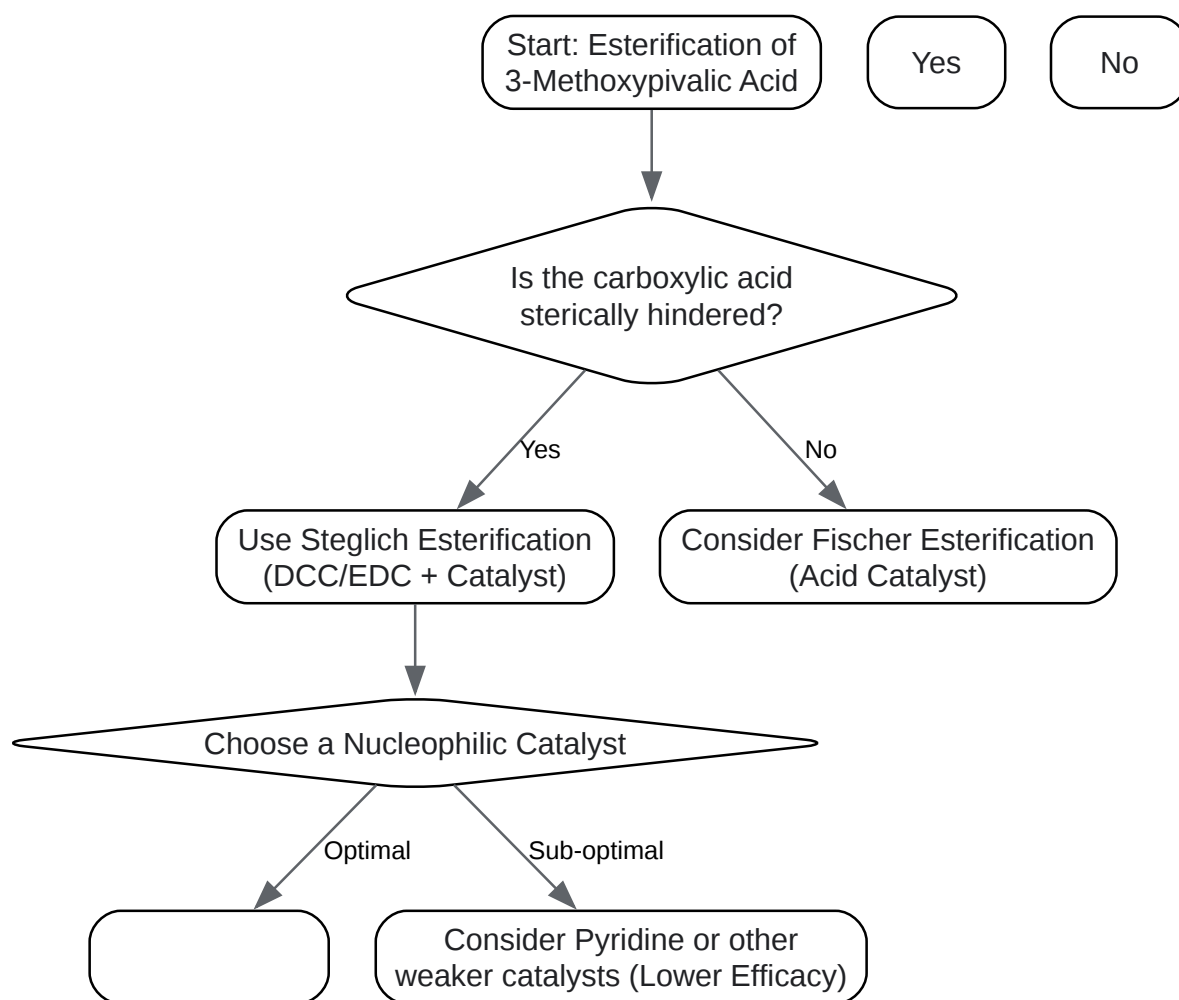 Start: Esterification of
3-Methoxypivalic Acid
Yes
No
Is the carboxylic acid
sterically hindered?
Yes
No
Use Steglich Esterification
(DCC/EDC + Catalyst)
Consider Fischer Esterification
(Acid Catalyst)
Choose a Nucleophilic Catalyst
Optimal
Sub-optimal
Consider Pyridine or other
weaker catalysts (Lower Efficacy)